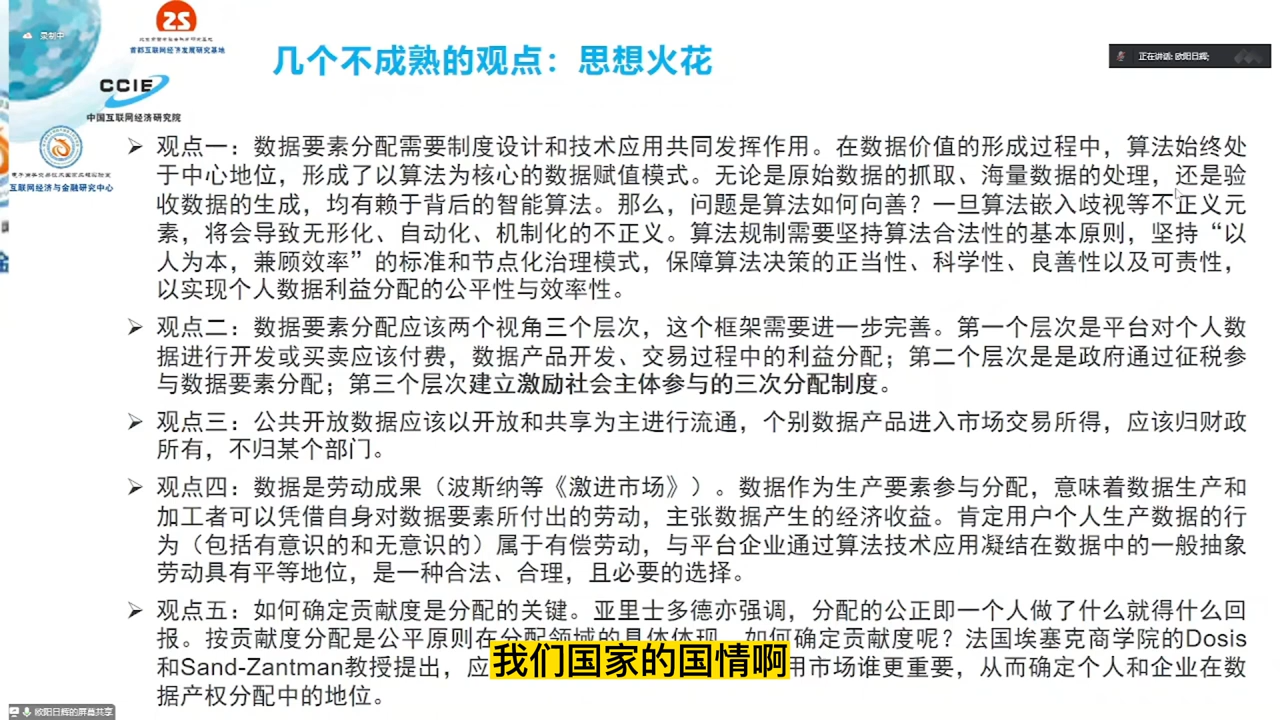 录制中
2S
首都互联网经济发展研究基地
CCIE
中国互联网经济研究院
互联网经济与金融研究中心
几个不成熟的观点：思想火花
正在讲话: 欧阳日辉;
➢ 观点一：数据要素分配需要制度设计和技术应用共同发挥作用。在数据价值的形成过程中，算法始终处
于中心地位，形成了以算法为核心的数据赋值模式。无论是原始数据的抓取、海量数据的处理，还是验
收数据的生成，均有赖于背后的智能算法。那么，问题是算法如何向善？一旦算法嵌入歧视等不正义元
素，将会导致无形化、自动化、机制化的不正义。算法规制需要坚持算法合法性的基本原则，坚持“以
人为本，兼顾效率”的标准和节点化治理模式，保障算法决策的正当性、科学性、良善性以及可责性，
以实现个人数据利益分配的公平性与效率性。
➢ 观点二：数据要素分配应该两个视角三个层次，这个框架需要进一步完善。第一个层次是平台对个人数
据进行开发或买卖应该付费，数据产品开发、交易过程中的利益分配；第二个层次是是政府通过征税参
与数据要素分配；第三个层次建立激励社会主体参与的三次分配制度。
➢ 观点三：公共开放数据应该以开放和共享为主进行流通，个别数据产品进入市场交易所得，应该归财政
所有，不归某个部门。
➢ 观点四：数据是劳动成果（波斯纳等《激进市场》）。数据作为生产要素参与分配，意味着数据生产和
加工者可以凭借自身对数据要素所付出的劳动，主张数据产生的经济收益。肯定用户个人生产数据的行
为（包括有意识的和无意识的）属于有偿劳动，与平台企业通过算法技术应用凝结在数据中的一般抽象
劳动具有平等地位，是一种合法、合理，且必要的选择。
➢ 观点五：如何确定贡献度是分配的关键。亚里士多德亦强调，分配的公正即一个人做了什么就得什么回
报。按贡献度分配是公平原则在分配领域的具体体现。如何确定贡献度呢？法国埃塞克商学院的Dosis
和Sand-Zantman教授提出，应
用市场谁更重要，从而确定个人和企业在数
据产权分配中的地位。
我们国家的国情啊
欧阳日辉的屏幕共享